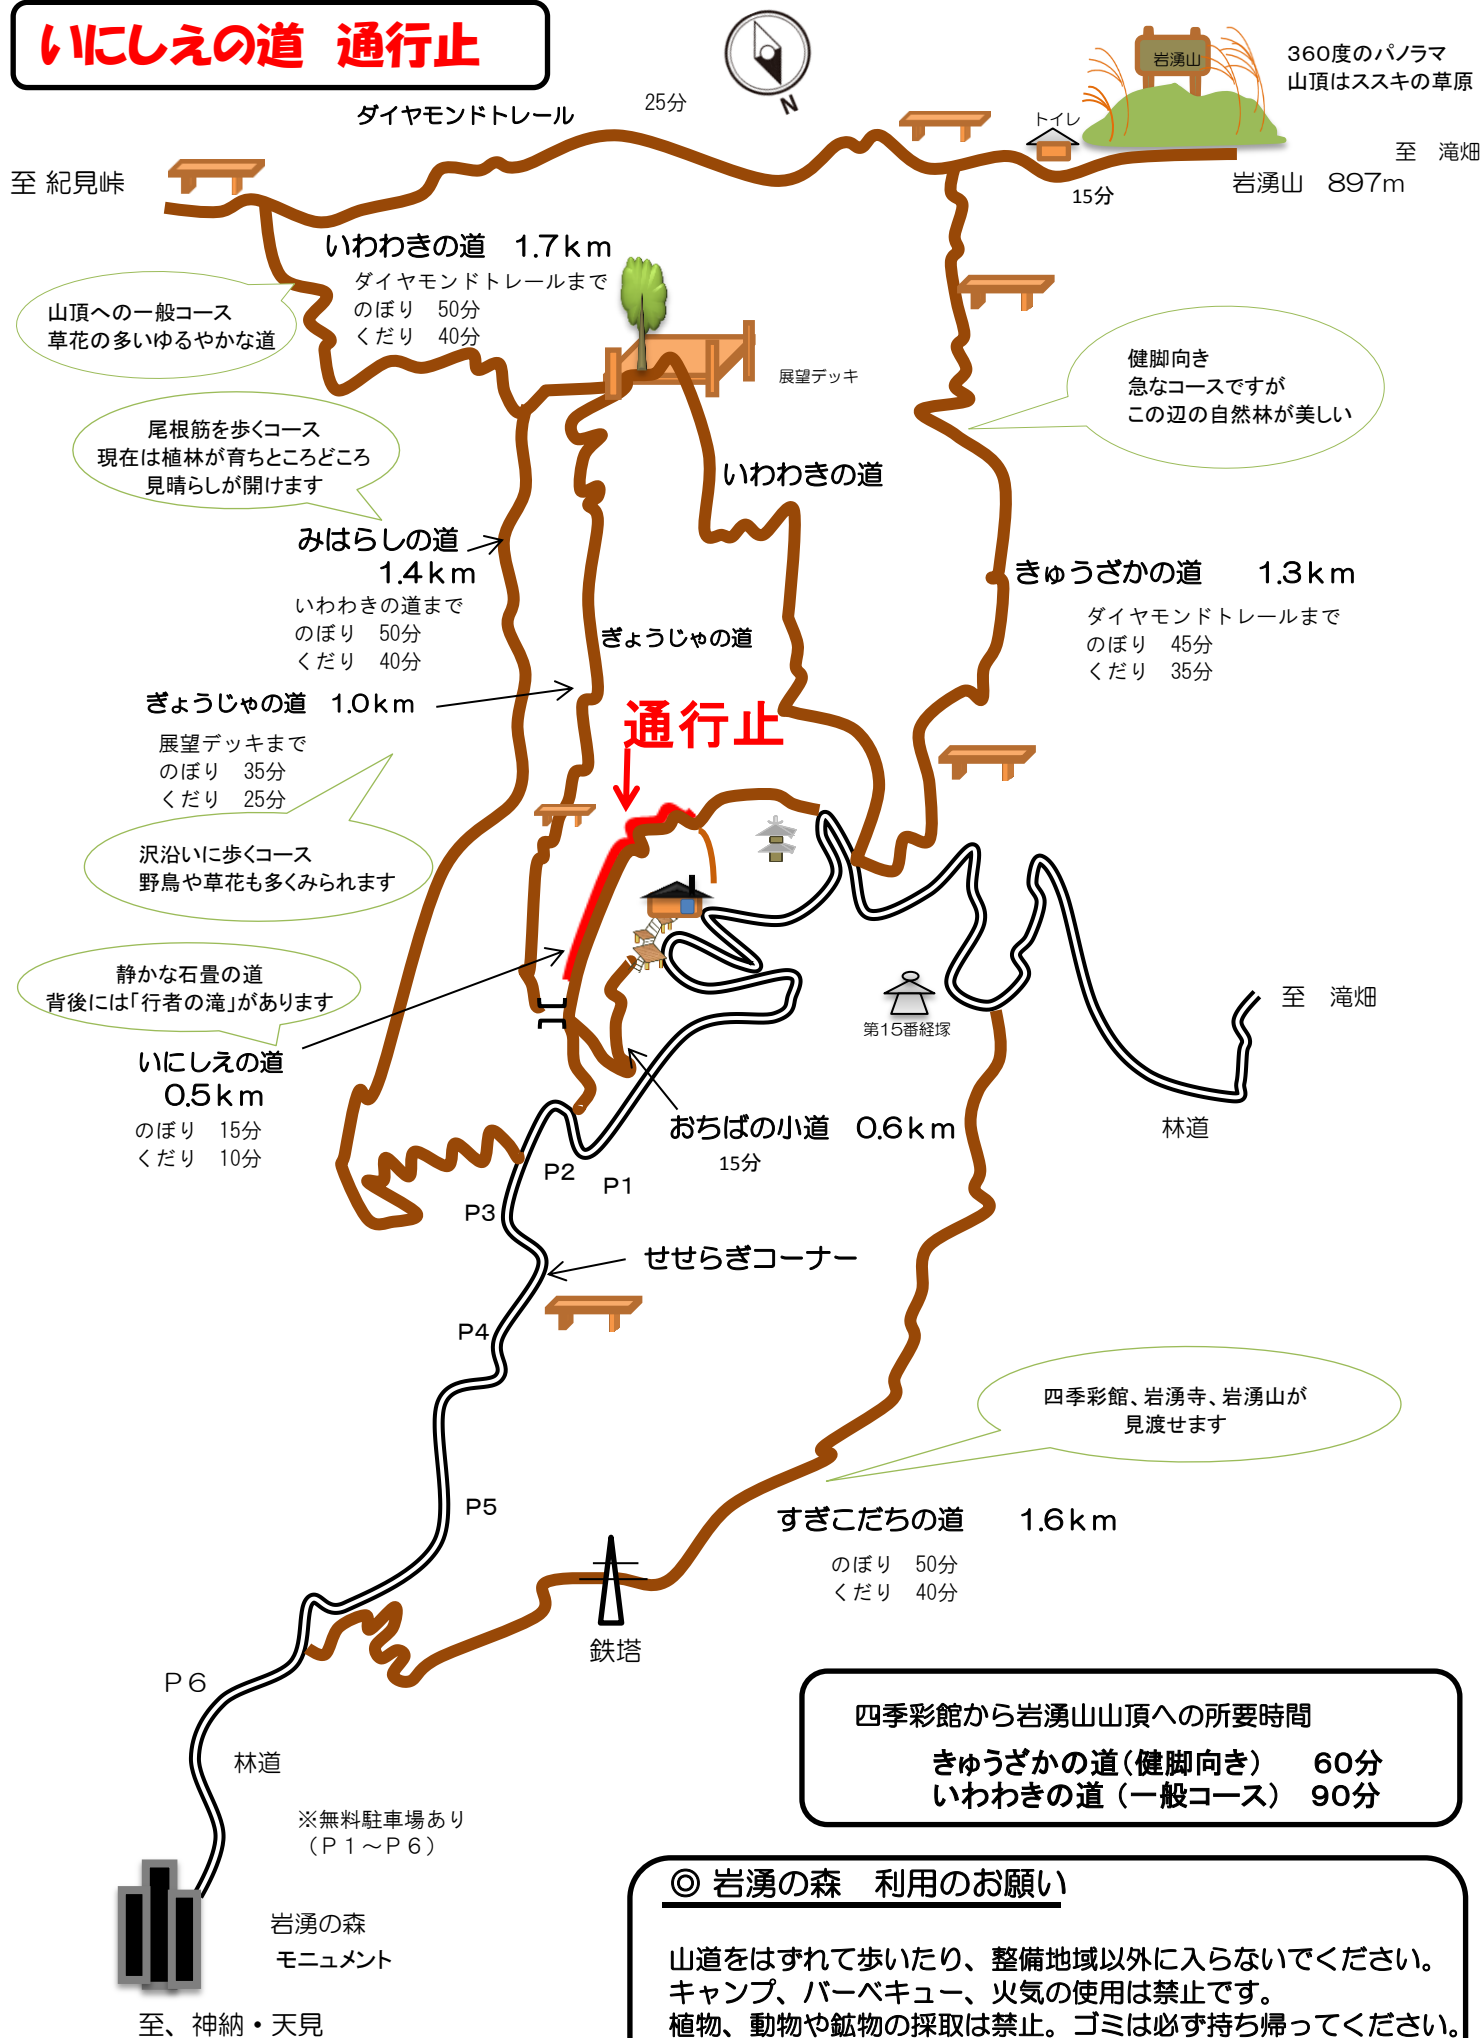 いにしえの道　通行止
N
岩湧山
360度のパノラマ
山頂はススキの草原
ダイヤモンドトレール
25分
トイレ
至　滝畑
至 紀見峠
15分
岩湧山　897m
いわわきの道　1.7km
ダイヤモンドトレールまで
のぼり　50分
くだり　40分
山頂への一般コース
草花の多いゆるやかな道
展望デッキ
健脚向き
急なコースですが
この辺の自然林が美しい
尾根筋を歩くコース
現在は植林が育ちところどころ
見晴らしが開けます
いわわきの道
みはらしの道
1.4km
いわわきの道まで
のぼり　50分
くだり　40分
きゅうざかの道　　1.3km
ダイヤモンドトレールまで
のぼり　45分
くだり　35分
ぎょうじゃの道
ぎょうじゃの道　1.0km
展望デッキまで
のぼり　35分
くだり　25分
通行止
沢沿いに歩くコース
野鳥や草花も多くみられます
静かな石畳の道
背後には「行者の滝」があります
至　滝畑
第15番経塚
いにしえの道
0.5km
のぼり　15分
くだり　10分
おちばの小道　0.6km
15分
林道
P2
P1
P3
せせらぎコーナー
P4
四季彩館、岩湧寺、岩湧山が
見渡せます
P5
すぎこだちの道　　1.6km
のぼり　50分
くだり　40分
鉄塔
P6
林道
四季彩館から岩湧山山頂への所要時間
きゅうざかの道（健脚向き）　60分
いわわきの道（一般コース）　90分
※無料駐車場あり
（P1～P6）
◎ 岩湧の森　利用のお願い
岩湧の森
モニュメント
山道をはずれて歩いたり、整備地域以外に入らないでください。
キャンプ、バーベキュー、火気の使用は禁止です。
植物、動物や鉱物の採取は禁止。ゴミは必ず持ち帰ってください。
至、神納・天見